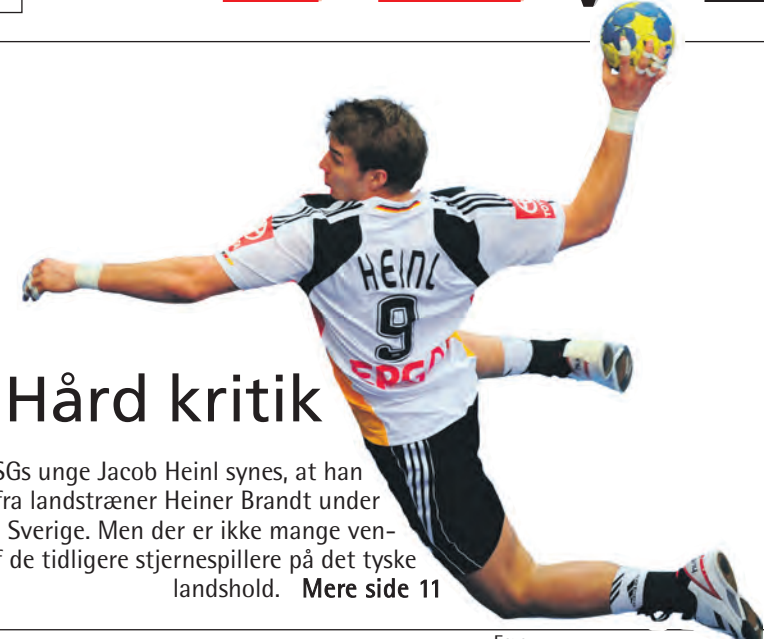 HEINL
9
ERG
Hård kritik
SGs unge Jacob Heinl synes, at han
fra landstræner Heiner Brandt under
Sverige. Men der er ikke mange ven-
de tidligere stjernespillere på det tyske
landshold. Mere side 11